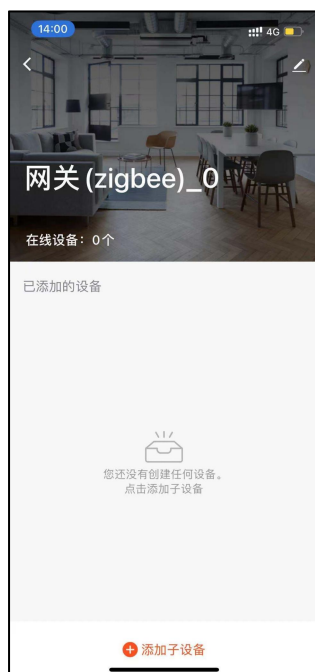 14:00
4G
网关(zigbee)_0
在线设备：0个
已添加的设备
您还没有创建任何设备。
点击添加子设备
添加子设备